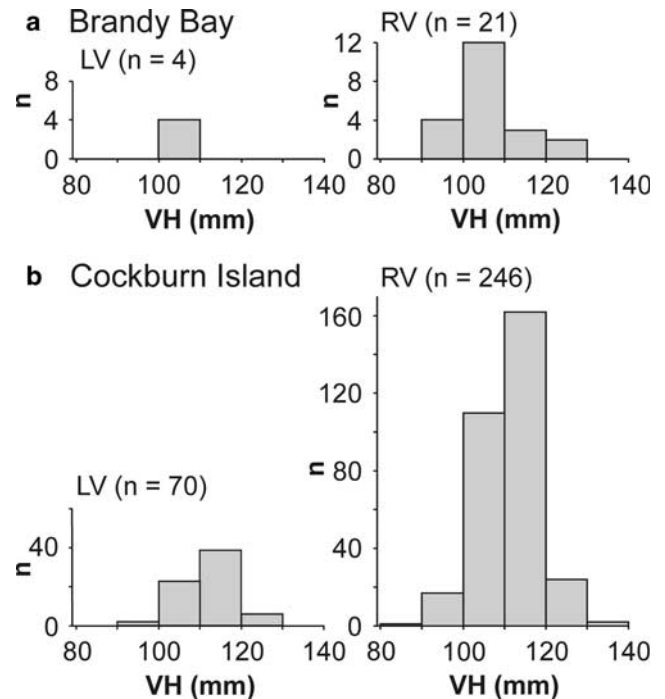 a Brandy Bay
LV (n = 4)
n
8
4
0
80 100 120 140
VH (mm)
RV (n = 21)
n
12
8
4
0
80 100 120 140
VH (mm)
b Cockburn Island
LV (n = 70)
n
40
0
80 100 120 140
VH (mm)
RV (n = 246)
n
160
120
80
40
0
80 100 120 140
VH (mm)